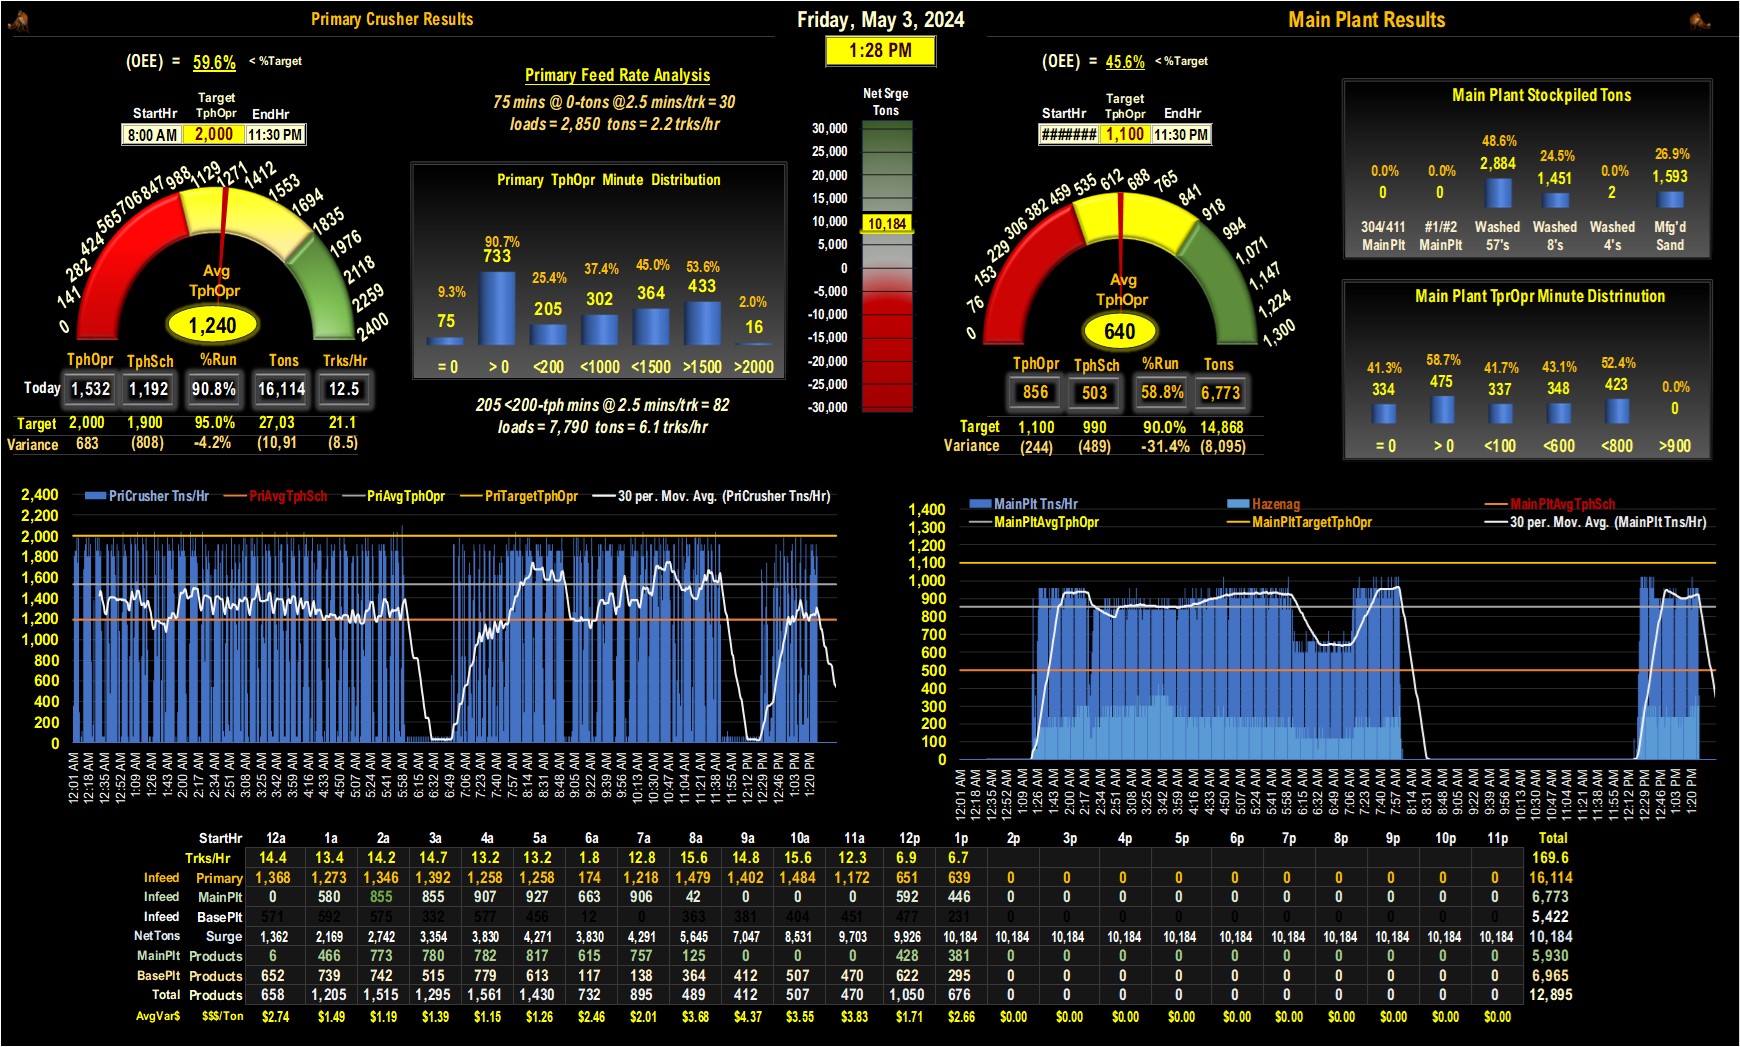 Primary Crusher Results
Friday, May 3, 2024
Main Plant Results
1:28 PM
(OEE) = 59.6% < %Target
StartHr Target TphOpr EndHr
8:00 AM 2,000 11:30 PM
0 141 282 424 565 706 847 988 1129 1271 1412 1553 1694 1835 1976 2118 2259 2400
Avg
TphOpr
1,240
TphOpr TphSch %Run Tons Trks/Hr
Today 1,532 1,192 90.8% 16,114 12.5
Target 2,000 1,900 95.0% 27,03 21.1
Variance 683 (808) -4.2% (10,91 (8.5)
Primary Feed Rate Analysis
75 mins @ 0-tons @2.5 mins/trk = 30
loads = 2,850 tons = 2.2 trks/hr
Primary TphOpr Minute Distribution
9.3% 90.7% 25.4% 37.4% 45.0% 53.6% 2.0%
75 733 205 302 364 433 16
= 0 > 0 <200 <1000 <1500 >1500 >2000
205 <200-tph mins @ 2.5 mins/trk = 82
loads = 7,790 tons = 6.1 trks/hr
Net Srge
Tons
30,000
25,000
20,000
15,000
10,000
10,184
5,000
0
-5,000
-10,000
-15,000
-20,000
-25,000
-30,000
(OEE) = 45.6% < %Target
StartHr Target TphOpr EndHr
####### 1,100 11:30 PM
0 76 153 229 306 382 459 535 612 688 765 841 918 994 1,071 1,147 1,224 1,300
Avg
TphOpr
640
TphOpr TphSch %Run Tons
856 503 58.8% 6,773
Target 1,100 990 90.0% 14,868
Variance (244) (489) -31.4% (8,095)
Main Plant Stockpiled Tons
0.0% 0.0% 48.6% 24.5% 0.0% 26.9%
0 0 2,884 1,451 2 1,593
304/411 #1/#2 Washed Washed Washed Mfg'd
MainPlt MainPlt 57's 8's 4's Sand
Main Plant TprOpr Minute Distrinution
41.3% 58.7% 41.7% 43.1% 52.4% 0.0%
334 475 337 348 423 0
= 0 > 0 <100 <600 <800 >900
PriCrusher Tns/Hr PriAvgTphSch PriAvgTphOpr PriTargetTphOpr 30 per. Mov. Avg. (PriCrusher Tns/Hr)
2,400
2,200
2,000
1,800
1,600
1,400
1,200
1,000
800
600
400
200
0
12:01 AM 12:18 AM 12:35 AM 12:52 AM 1:09 AM 1:26 AM 1:43 AM 2:00 AM 2:17 AM 2:34 AM 2:51 AM 3:08 AM 3:25 AM 3:42 AM 3:59 AM 4:16 AM 4:33 AM 4:50 AM 5:07 AM 5:24 AM 5:41 AM 5:58 AM 6:15 AM 6:32 AM 6:49 AM 7:06 AM 7:23 AM 7:40 AM 7:57 AM 8:14 AM 8:31 AM 8:48 AM 9:05 AM 9:22 AM 9:39 AM 9:56 AM 10:13 AM 10:30 AM 10:47 AM 11:04 AM 11:21 AM 11:38 AM 11:55 AM 12:12 PM 12:29 PM 12:46 PM 1:03 PM 1:20 PM
MainPlt Tns/Hr Hazenag MainPltAvgTphSch
MainPltAvgTphOpr MainPltTargetTphOpr 30 per. Mov. Avg. (MainPlt Tns/Hr)
1,400
1,300
1,200
1,100
1,000
900
800
700
600
500
400
300
200
100
0
12:01 AM 12:18 AM 12:35 AM 12:52 AM 1:09 AM 1:26 AM 1:43 AM 2:00 AM 2:17 AM 2:34 AM 2:51 AM 3:08 AM 3:25 AM 3:42 AM 3:59 AM 4:16 AM 4:33 AM 4:50 AM 5:07 AM 5:24 AM 5:41 AM 5:58 AM 6:15 AM 6:32 AM 6:49 AM 7:06 AM 7:23 AM 7:40 AM 7:57 AM 8:14 AM 8:31 AM 8:48 AM 9:05 AM 9:22 AM 9:39 AM 9:56 AM 10:13 AM 10:30 AM 10:47 AM 11:04 AM 11:21 AM 11:38 AM 11:55 AM 12:12 PM 12:29 PM 12:46 PM 1:03 PM 1:20 PM
StartHr 12a 1a 2a 3a 4a 5a 6a 7a 8a 9a 10a 11a 12p 1p 2p 3p 4p 5p 6p 7p 8p 9p 10p 11p Total
Trks/Hr 14.4 13.4 14.2 14.7 13.2 13.2 1.8 12.8 15.6 14.8 15.6 12.3 6.9 6.7 169.6
Infeed Primary 1,368 1,273 1,346 1,392 1,258 1,258 174 1,218 1,479 1,402 1,484 1,172 651 639 0 0 0 0 0 0 0 0 0 0 16,114
Infeed MainPlt 0 580 855 855 907 927 663 906 42 0 0 0 592 446 0 0 0 0 0 0 0 0 0 0 6,773
Infeed BasePlt 571 592 575 332 577 456 12 0 363 381 404 451 477 231 0 0 0 0 0 0 0 0 0 0 5,422
NetTons Surge 1,362 2,169 2,742 3,354 3,830 4,271 3,830 4,291 5,645 7,047 8,531 9,703 9,926 10,184 10,184 10,184 10,184 10,184 10,184 10,184 10,184 10,184 10,184 10,184 10,184
MainPlt Products 6 466 773 780 782 817 615 757 125 0 0 0 428 381 0 0 0 0 0 0 0 0 0 0 5,930
BasePlt Products 652 739 742 515 779 613 117 138 364 412 507 470 622 295 0 0 0 0 0 0 0 0 0 0 6,965
Total Products 658 1,205 1,515 1,295 1,561 1,430 732 895 489 412 507 470 1,050 676 0 0 0 0 0 0 0 0 0 0 12,895
AvgVar$ $$$/Ton $2.74 $1.49 $1.19 $1.39 $1.15 $1.26 $2.46 $2.01 $3.68 $4.37 $3.55 $3.83 $1.71 $2.66 $0.00 $0.00 $0.00 $0.00 $0.00 $0.00 $0.00 $0.00 $0.00 $0.00